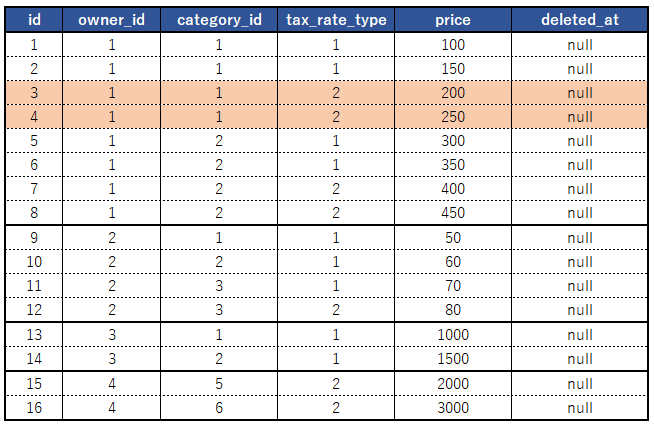 id owner_id category_id tax_rate_type price deleted_at
1 1 1 1 100 null
2 1 1 1 150 null
3 1 1 2 200 null
4 1 1 2 250 null
5 1 2 1 300 null
6 1 2 1 350 null
7 1 2 2 400 null
8 1 2 2 450 null
9 2 1 1 50 null
10 2 2 1 60 null
11 2 3 1 70 null
12 2 3 2 80 null
13 3 1 1 1000 null
14 3 2 1 1500 null
15 4 5 2 2000 null
16 4 6 2 3000 null